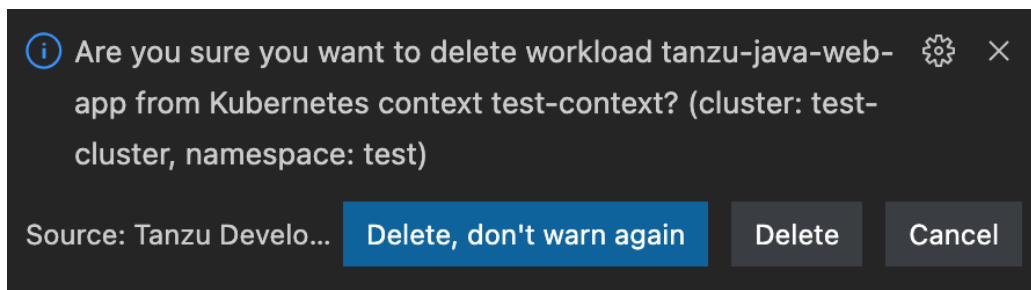 Are you sure you want to delete workload tanzu-java-web-
app from Kubernetes context test-context? (cluster: test-
cluster, namespace: test)
Source: Tanzu Develo... Delete, don't warn again Delete Cancel